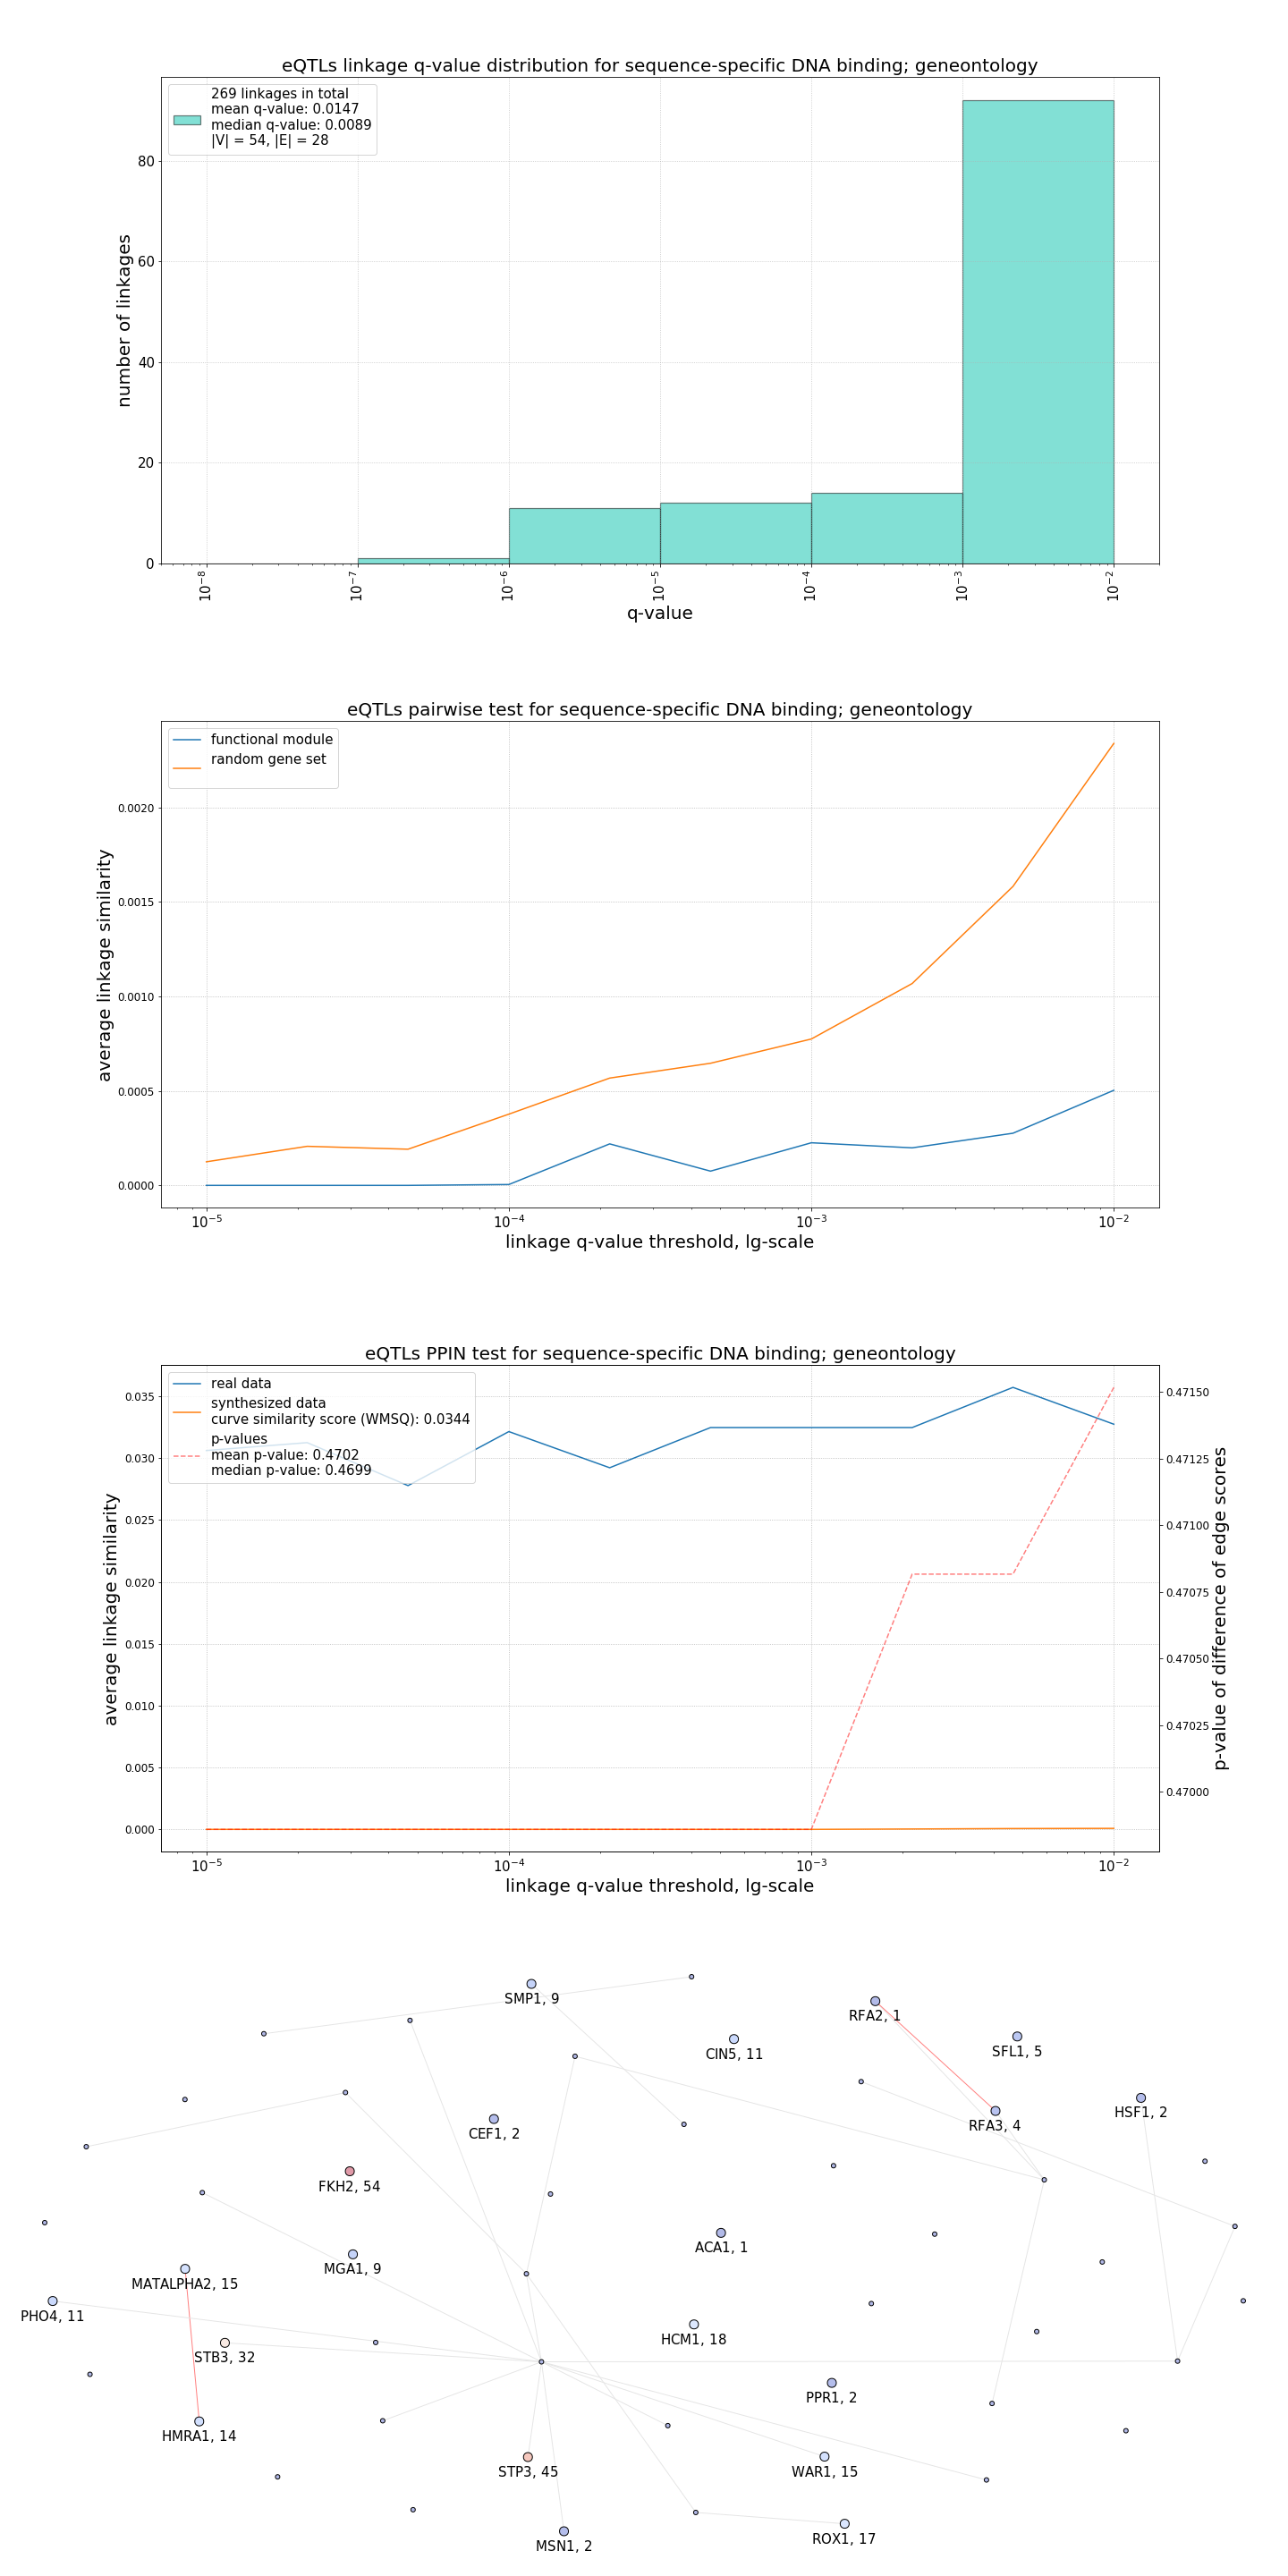 eQTLs linkage q-value distribution for sequence-specific DNA binding; geneontology
269 linkages in total
mean q-value: 0.0147
median q-value: 0.0089
|V| = 54, |E| = 28
number of linkages
80
60
40
20
0
10⁻⁸ 10⁻⁷ 10⁻⁶ 10⁻⁵ 10⁻⁴ 10⁻³ 10⁻²
q-value
eQTLs pairwise test for sequence-specific DNA binding; geneontology
functional module
random gene set
average linkage similarity
0.0020
0.0015
0.0010
0.0005
0.0000
10⁻⁵ 10⁻⁴ 10⁻³ 10⁻²
linkage q-value threshold, lg-scale
eQTLs PPIN test for sequence-specific DNA binding; geneontology
real data
synthesized data
curve similarity score (WMSQ): 0.0344
p-values
mean p-value: 0.4702
median p-value: 0.4699
average linkage similarity
0.035
0.030
0.025
0.020
0.015
0.010
0.005
0.000
0.47150
0.47125
0.47100
0.47075
0.47050
0.47025
0.47000
p-value of difference of edge scores
10⁻⁵ 10⁻⁴ 10⁻³ 10⁻²
linkage q-value threshold, lg-scale
SMP1, 9
RFA2, 1
CIN5, 11
SFL1, 5
HSF1, 2
RFA3, 4
CEF1, 2
FKH2, 54
ACA1, 1
MGA1, 9
MATALPHA2, 15
PHO4, 11
HCM1, 18
STB3, 32
PPR1, 2
HMRA1, 14
STP3, 45
WAR1, 15
ROX1, 17
MSN1, 2